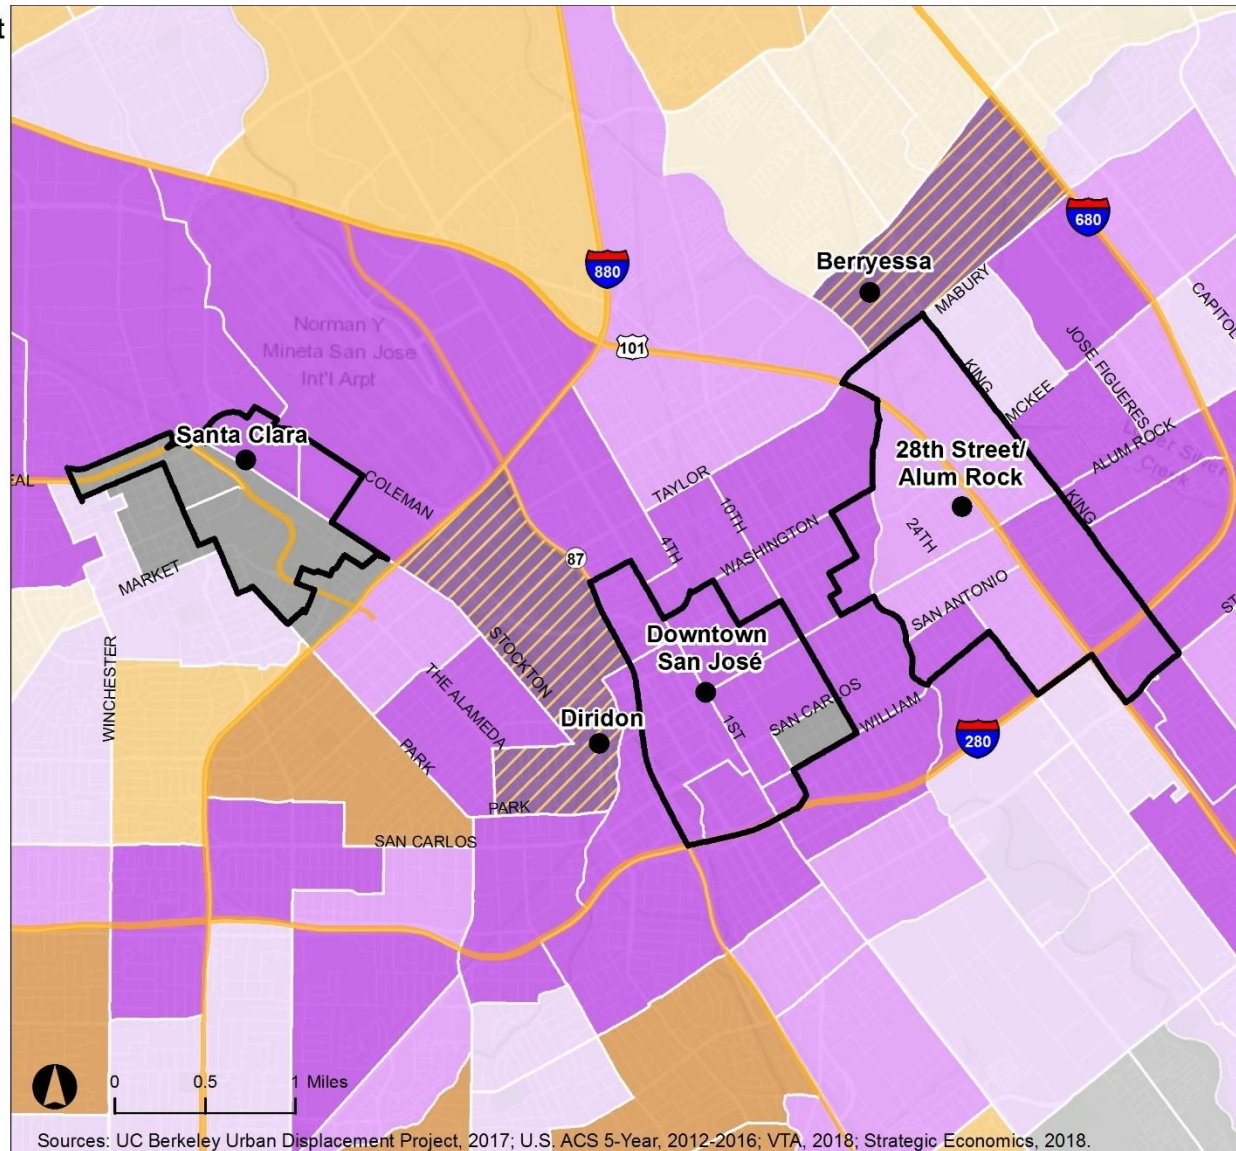 t
Berryessa
680
880
MABURY
CAPITOL
Norman Y
Mineta San Jose
Int'l Arpt
101
KING
JOSE FIGUERES
MCKEE
Santa Clara
28th Street/
Alum Rock
ALUM ROCK
EAL
COLEMAN
TAYLOR
10TH
KING
4TH
WASHINGTON
24TH
87
MARKET
SAN ANTONIO
STOCKTON
Downtown
San José
WINCHESTER
THE ALAMEDA
Diridon
SAN CARLOS
WILLIAM
1ST
280
PARK
PARK
SAN CARLOS
0 0.5 1 Miles
Sources: UC Berkeley Urban Displacement Project, 2017; U.S. ACS 5-Year, 2012-2016; VTA, 2018; Strategic Economics, 2018.